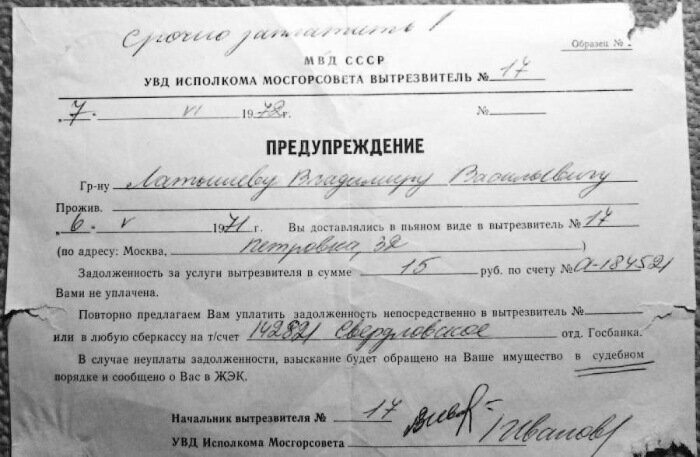 Срочно заплатить!
Образец №
МВД СССР
УВД ИСПОЛКОМА МОСГОРСОВЕТА ВЫТРЕЗВИТЕЛЬ № 17
„7. VI 1972 г. №
ПРЕДУПРЕЖДЕНИЕ
Гр-ну Латышеву Владимиру Васильевичу
Прожив.
„6. V 1971 г. Вы доставлялись в пьяном виде в вытрезвитель № 17
(по адресу: Москва, Петровка, 32)
Задолженность за услуги вытрезвителя в сумме 15 руб. по счету № А-184521
Вами не уплачена.
Повторно предлагаем Вам уплатить задолженность непосредственно в вытрезвитель №
или в любую сберкассу на т/счет 142821 Свердловское отд. Госбанка.
В случае неуплаты задолженности, взыскание будет обращено на Ваше имущество в судебном
порядке и сообщено о Вас в ЖЭК.
Начальник вытрезвителя № 17
УВД Исполкома Мосгорсовета Иванов